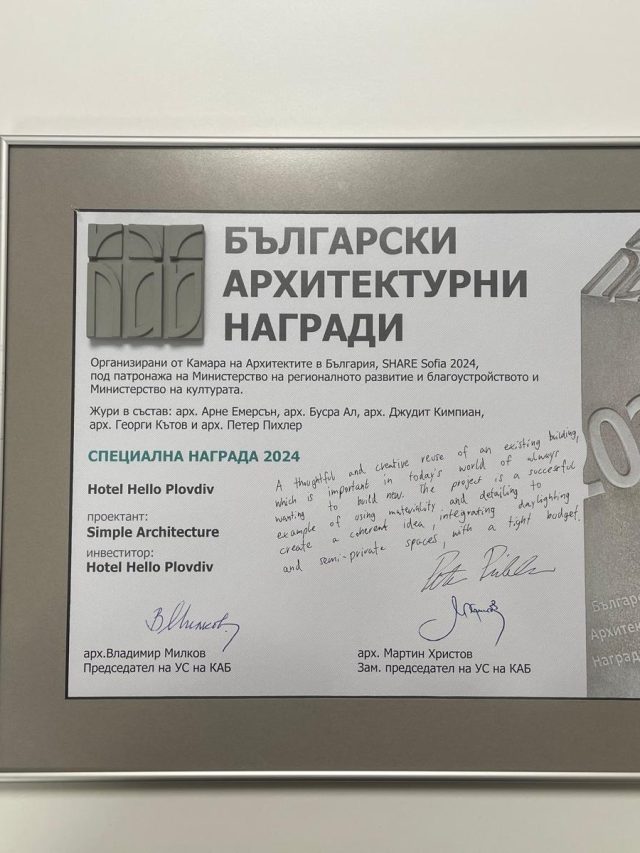 БЪЛГАРСКИ
АРХИТЕКТУРНИ
НАГРАДИ
Организирани от Камара на Архитектите в България, SHARE Sofia 2024,
под патронажа на Министерство на регионалното развитие и благоустройството и
Министерство на културата.
Жури в състав: арх. Арне Емерсън, арх. Бусра Ал, арх. Джудит Кимпиан,
арх. Георги Кътов и арх. Петер Пихлер
СПЕЦИАЛНА НАГРАДА 2024
Hotel Hello Plovdiv
проектант:
Simple Architecture
инвеститор:
Hotel Hello Plovdiv
A thoughtful and creative reuse of an existing building,
which is important in today's world of always
wanting to build new. The project is a successful
example of using materiality and detailing to
create a coherent idea, integrating daylighting
and semi-private spaces, with a tight budget.
арх.Владимир Милков
Председател на УС на КАБ
арх. Мартин Христов
Зам. председател на УС на КАБ